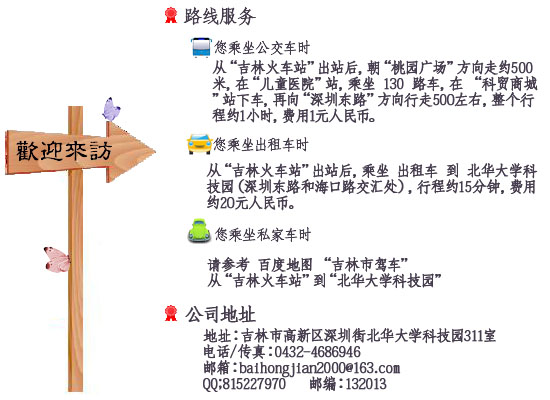 路线服务
您乘坐公交车时
从“吉林火车站”出站后, 朝“桃园广场”方向走约500
米, 在“儿童医院”站, 乘坐 130 路车, 在 “科贸商城
”站下车, 再向“深圳东路”方向行走500左右, 整个行
程约1小时, 费用1元人民币。
歡迎來訪
您乘坐出租车时
从“吉林火车站”出站后, 乘坐 出租车 到 北华大学科
技园(深圳东路和海口路交汇处), 行程约15分钟, 费用
约20元人民币。
您乘坐私家车时
请参考 百度地图 “吉林市驾车”
从“吉林火车站”到“北华大学科技园”
公司地址
地址:吉林市高新区深圳街北华大学科技园311室
电话/传真:0432-4686946
邮箱:baihongjian2000@163.com
QQ;815227970 邮编:132013